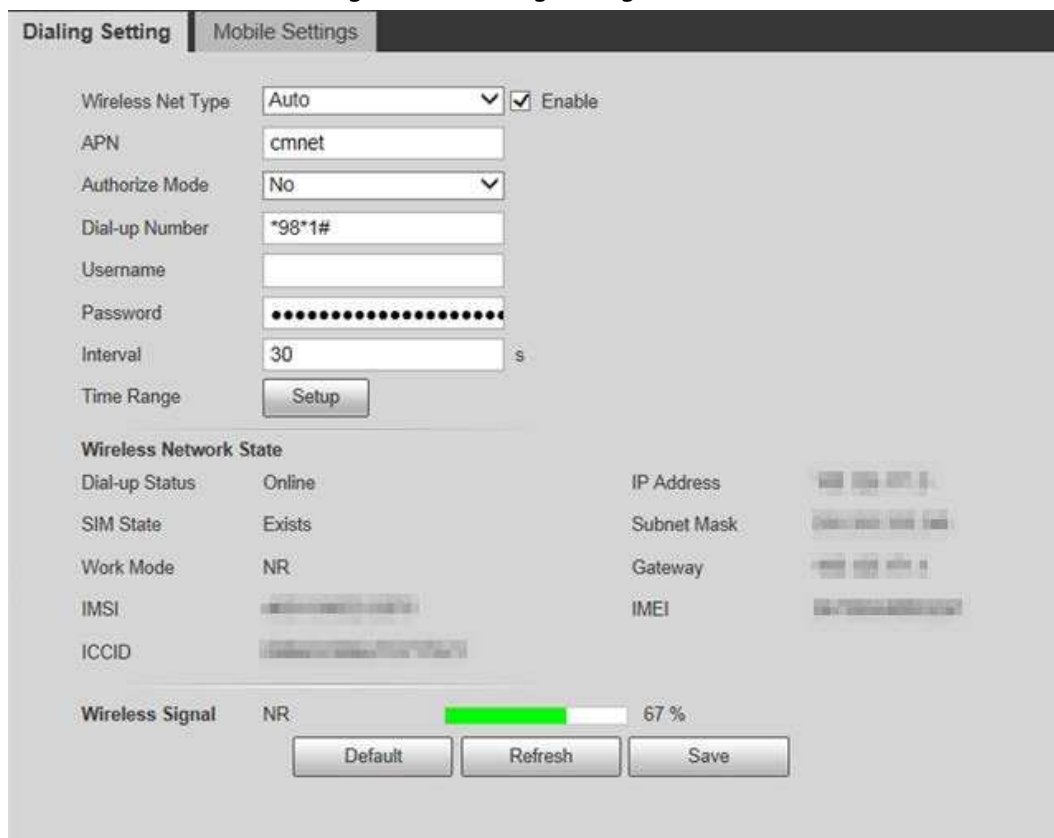 Dialing Setting Mobile Settings
Wireless Net Type Auto Enable
APN cmnet
Authorize Mode No
Dial-up Number *98*1#
Username
Password ••••••••••••••••••••
Interval 30 s
Time Range Setup
Wireless Network State
Dial-up Status Online IP Address
SIM State Exists Subnet Mask
Work Mode NR Gateway
IMSI IMEI
ICCID
Wireless Signal NR 67 %
Default Refresh Save